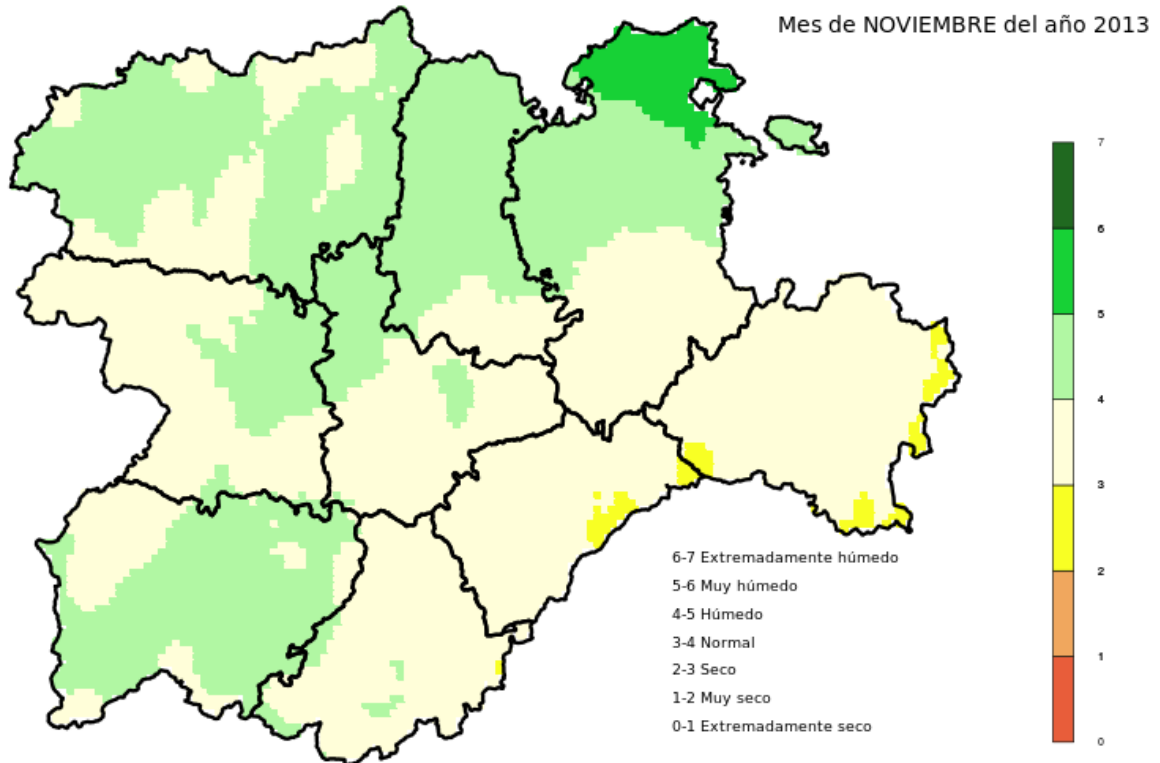 Mes de NOVIEMBRE del año 2013
7
6
5
4
3
2
1
0
6-7 Extremadamente húmedo
5-6 Muy húmedo
4-5 Húmedo
3-4 Normal
2-3 Seco
1-2 Muy seco
0-1 Extremadamente seco